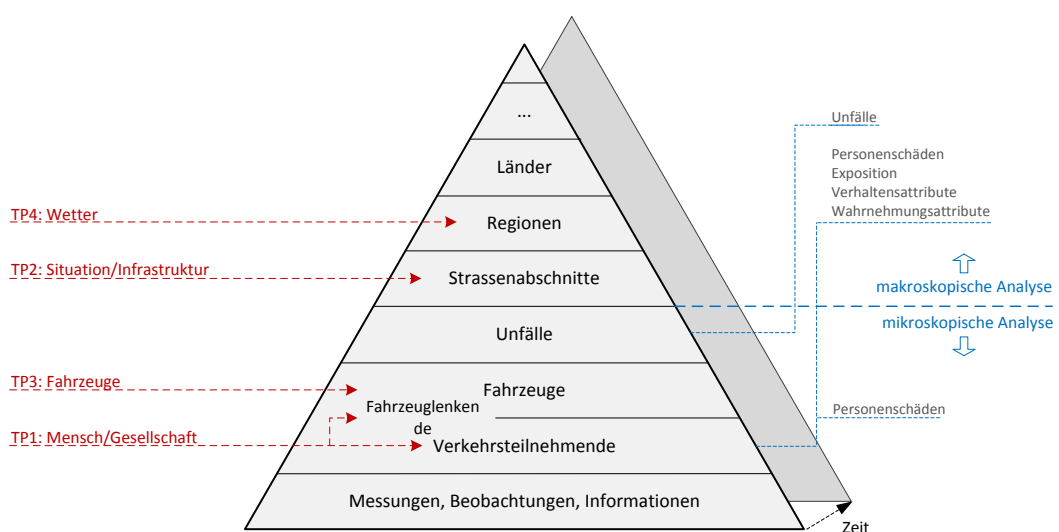 ...
Länder
Regionen
Strassenabschnitte
Unfälle
Fahrzeuge
Fahrzeuglenken
de
Verkehrsteilnehmende
Messungen, Beobachtungen, Informationen
TP4: Wetter
TP2: Situation/Infrastruktur
TP3: Fahrzeuge
TP1: Mensch/Gesellschaft
Unfälle
Personenschäden
Exposition
Verhaltensattribute
Wahrnehmungsattribute
makroskopische Analyse
mikroskopische Analyse
Personenschäden
Zeit